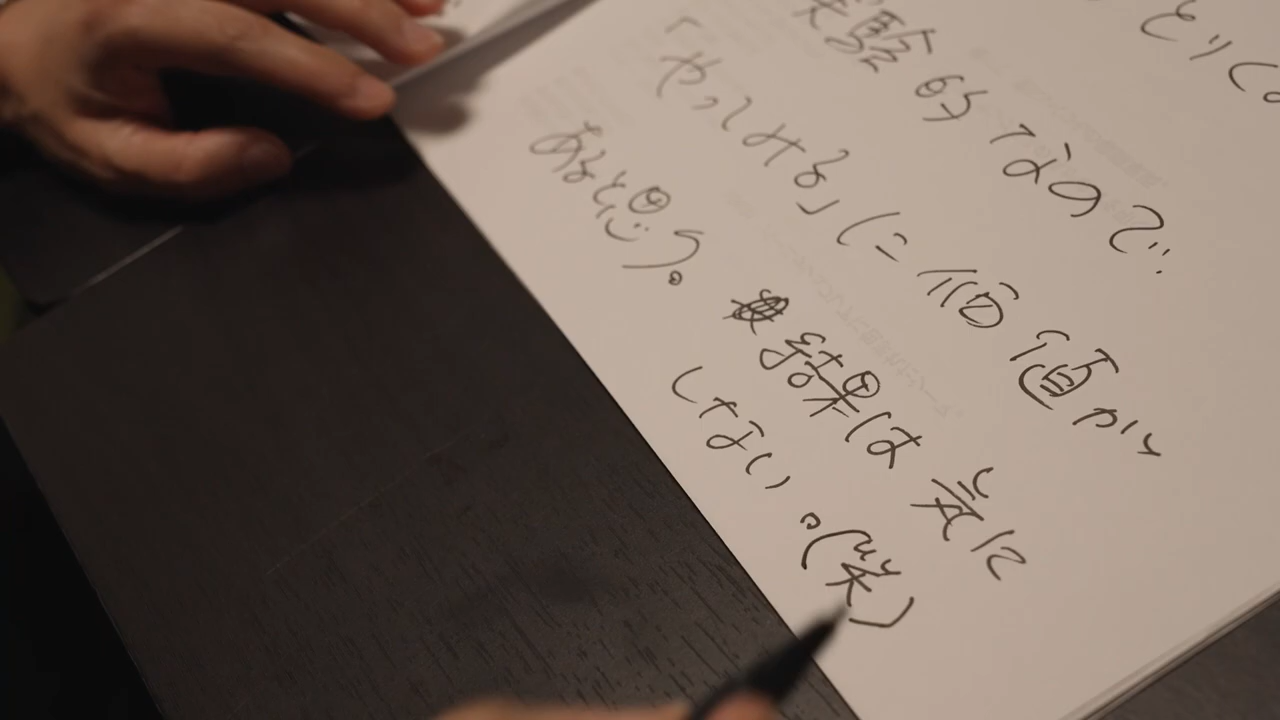 とり
実験的なので
「やってみる」に価値が
あると思う。結果は気に
しない。(笑)